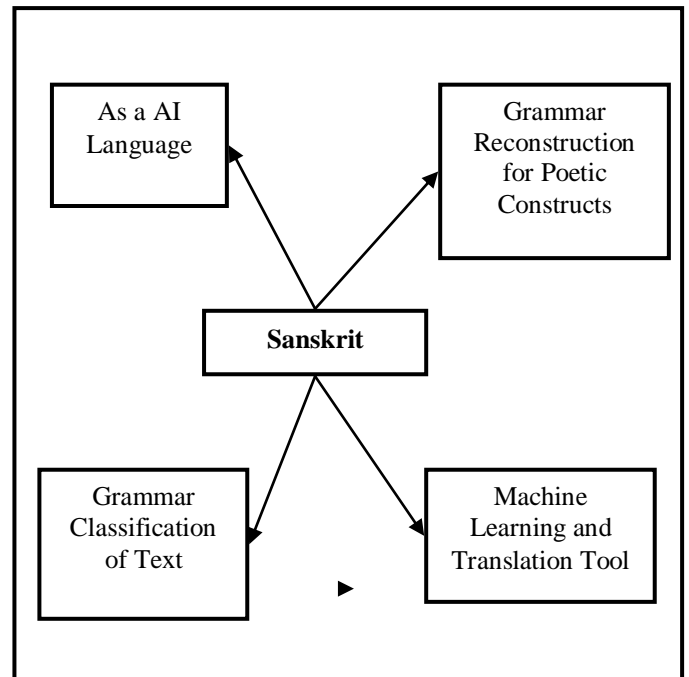 As a AI
Language
Grammar
Reconstruction
for Poetic
Constructs
Sanskrit
Grammar
Classification
of Text
Machine
Learning and
Translation Tool